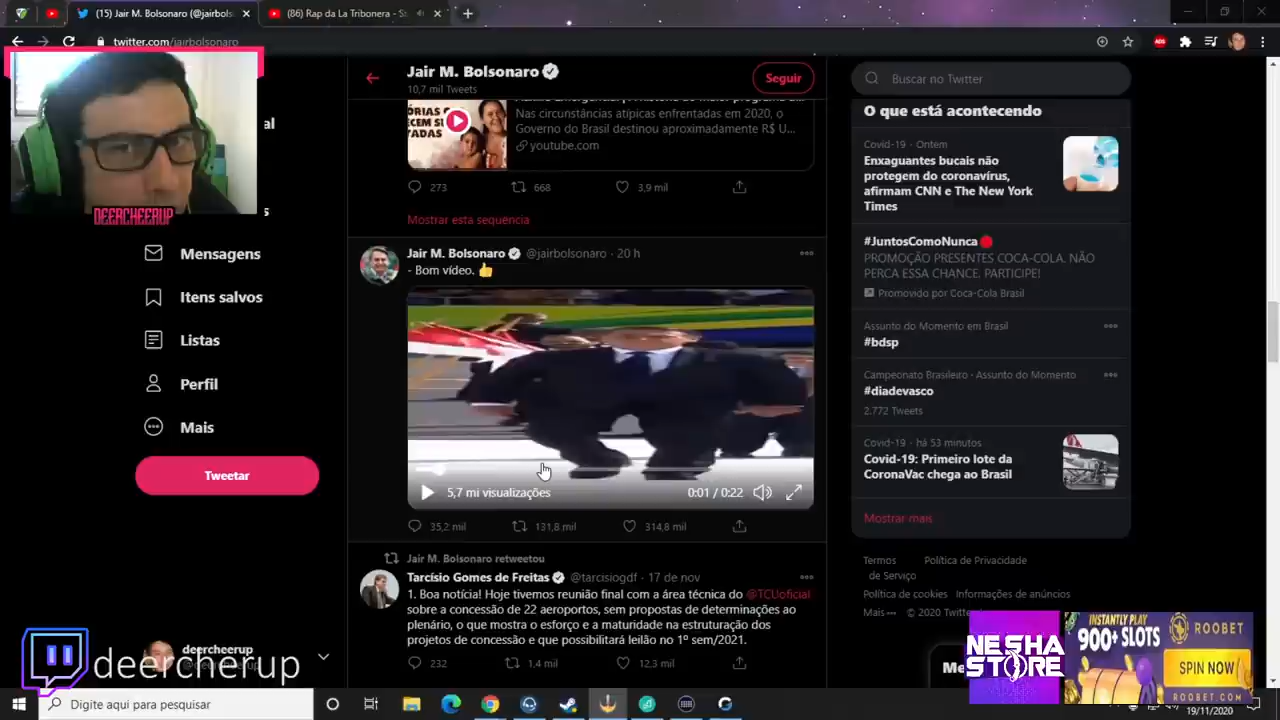 (15) Jair M. Bolsonaro (@jairbols
(86) Rap da La Tribonera - S
twitter.com/jairbolsonaro
DEERCHEERUP
al
s
Mensagens
Itens salvos
Listas
Perfil
Mais
Tweetar
deercheerup
deercherup
Jair M. Bolsonaro
10,7 mil Tweets
Seguir
ÓRIAS
ECEM S
ADAS
Nas circunstâncias atípicas enfrentadas em 2020, o
Governo do Brasil destinou aproximadamente R$ U...
youtube.com
273
668
3,9 mil
Mostrar esta sequência
Jair M. Bolsonaro @jairbolsonaro · 20 h
- Bom vídeo. 👍
5,7 mi visualizações
0:01 / 0:22
35,2 mil
131,8 mil
314,8 mil
Jair M. Bolsonaro retweetou
Tarcísio Gomes de Freitas @tarcisiogdf · 17 de nov
1. Boa notícia! Hoje tivemos reunião final com a área técnica do @TCUoficial
sobre a concessão de 22 aeroportos, sem propostas de determinações ao
plenário, o que mostra o esforço e a maturidade na estruturação dos
projetos de concessão e que possibilitará leilão no 1º sem/2021.
232
1,4 mil
12,3 mil
Buscar no Twitter
O que está acontecendo
Covid-19 · Ontem
Enxaguantes bucais não
protegem do coronavírus,
afirmam CNN e The New York
Times
#JuntosComoNunca
PROMOÇÃO PRESENTES COCA-COLA. NÃO
PERCA ESSA CHANCE. PARTICIPE!
Promovido por Coca-Cola Brasil
Assunto do Momento em Brasil
#bdsp
Campeonato Brasileiro · Assunto do Momento
#diadevasco
2.772 Tweets
Covid-19 · há 53 minutos
Covid-19: Primeiro lote da
CoronaVac chega ao Brasil
Mostrar mais
Termos Política de Privacidade
de Serviço
Política de cookies Informações de anúncios
Mais © 2020 Twitter
Me
NESHA
STORE
INSTANTLY PLAY
900+ SLOTS
ROOBET
SPIN NOW
ROOBET.COM
Digite aqui para pesquisar
19/11/2020